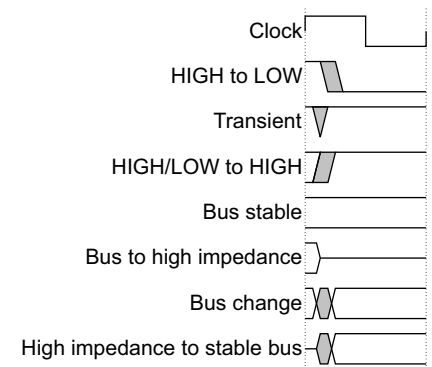 Clock
HIGH to LOW
Transient
HIGH/LOW to HIGH
Bus stable
Bus to high impedance
Bus change
High impedance to stable bus